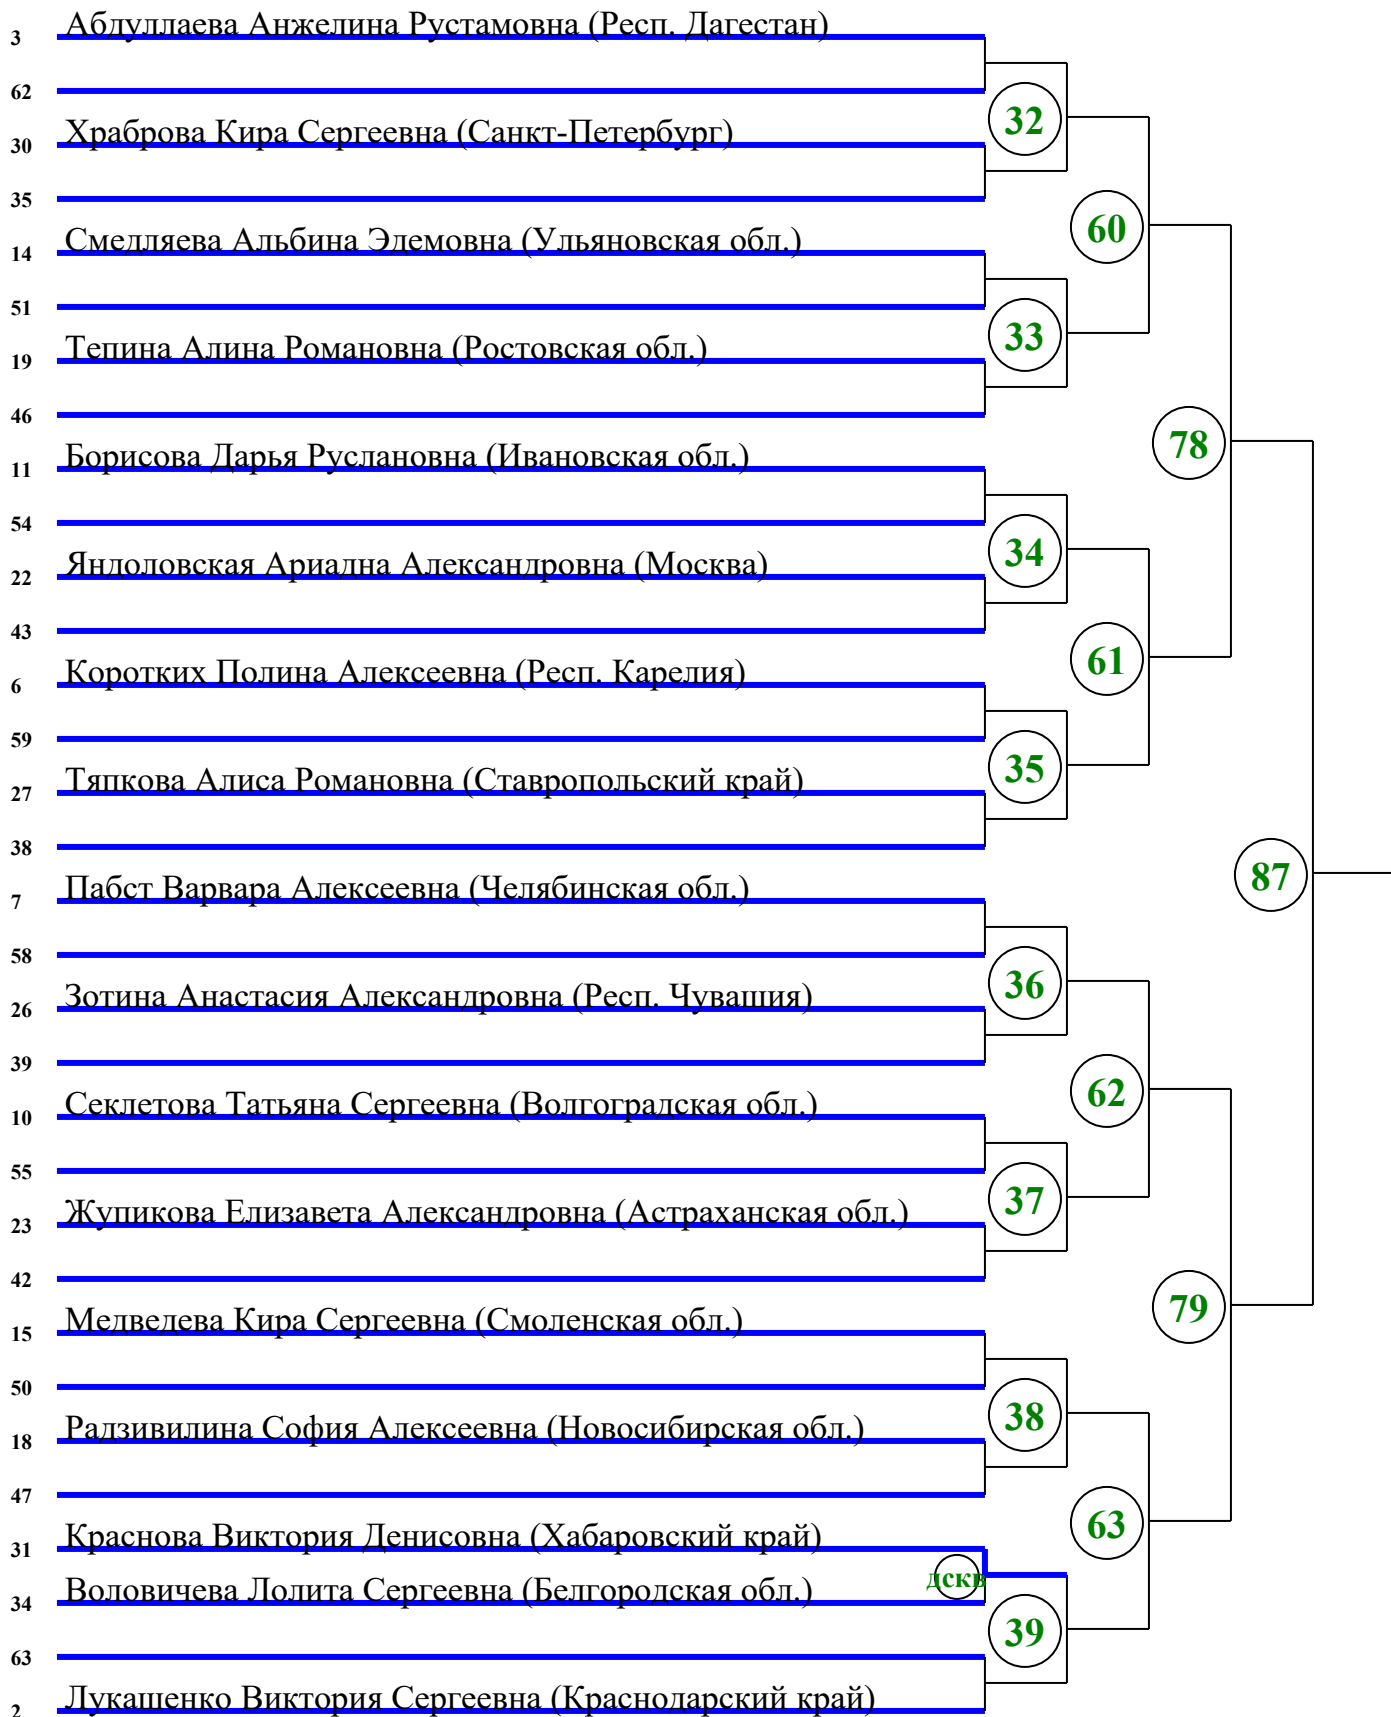 3 Абдуллаева Анжелина Рустамовна (Респ. Дагестан)
62
32
30 Храброва Кира Сергеевна (Санкт-Петербург)
35
60
14 Смедляева Альбина Эдемовна (Ульяновская обл.)
51
33
19 Тепина Алина Романовна (Ростовская обл.)
46
78
11 Борисова Дарья Руслановна (Ивановская обл.)
54
34
22 Яндоловская Ариадна Александровна (Москва)
43
61
6 Коротких Полина Алексеевна (Респ. Карелия)
59
35
27 Тяпкова Алиса Романовна (Ставропольский край)
38
87
7 Пабст Варвара Алексеевна (Челябинская обл.)
58
36
26 Зотина Анастасия Александровна (Респ. Чувашия)
39
62
10 Секлетова Татьяна Сергеевна (Волгоградская обл.)
55
37
23 Жупикова Елизавета Александровна (Астраханская обл.)
42
79
15 Медведева Кира Сергеевна (Смоленская обл.)
50
38
18 Радзивилина София Алексеевна (Новосибирская обл.)
47
63
31 Краснова Виктория Денисовна (Хабаровский край)
дскв
34 Воловичева Лолита Сергеевна (Белгородская обл.)
39
63
2 Лукашенко Виктория Сергеевна (Краснодарский край)